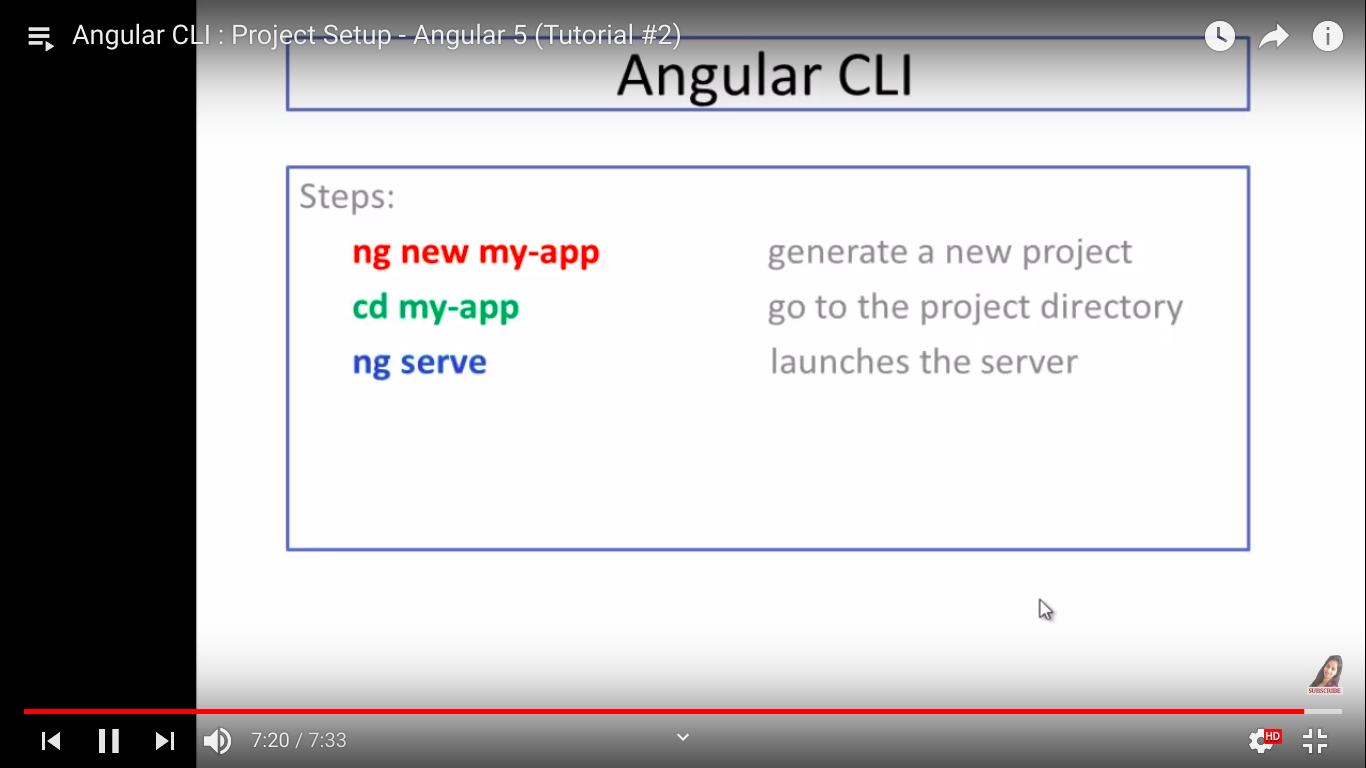 Angular CLI : Project Setup - Angular 5 (Tutorial #2)
Angular CLI
Steps:
ng new my-app generate a new project
cd my-app go to the project directory
ng serve launches the server
SUBSCRIBE
7:20 / 7:33
HD